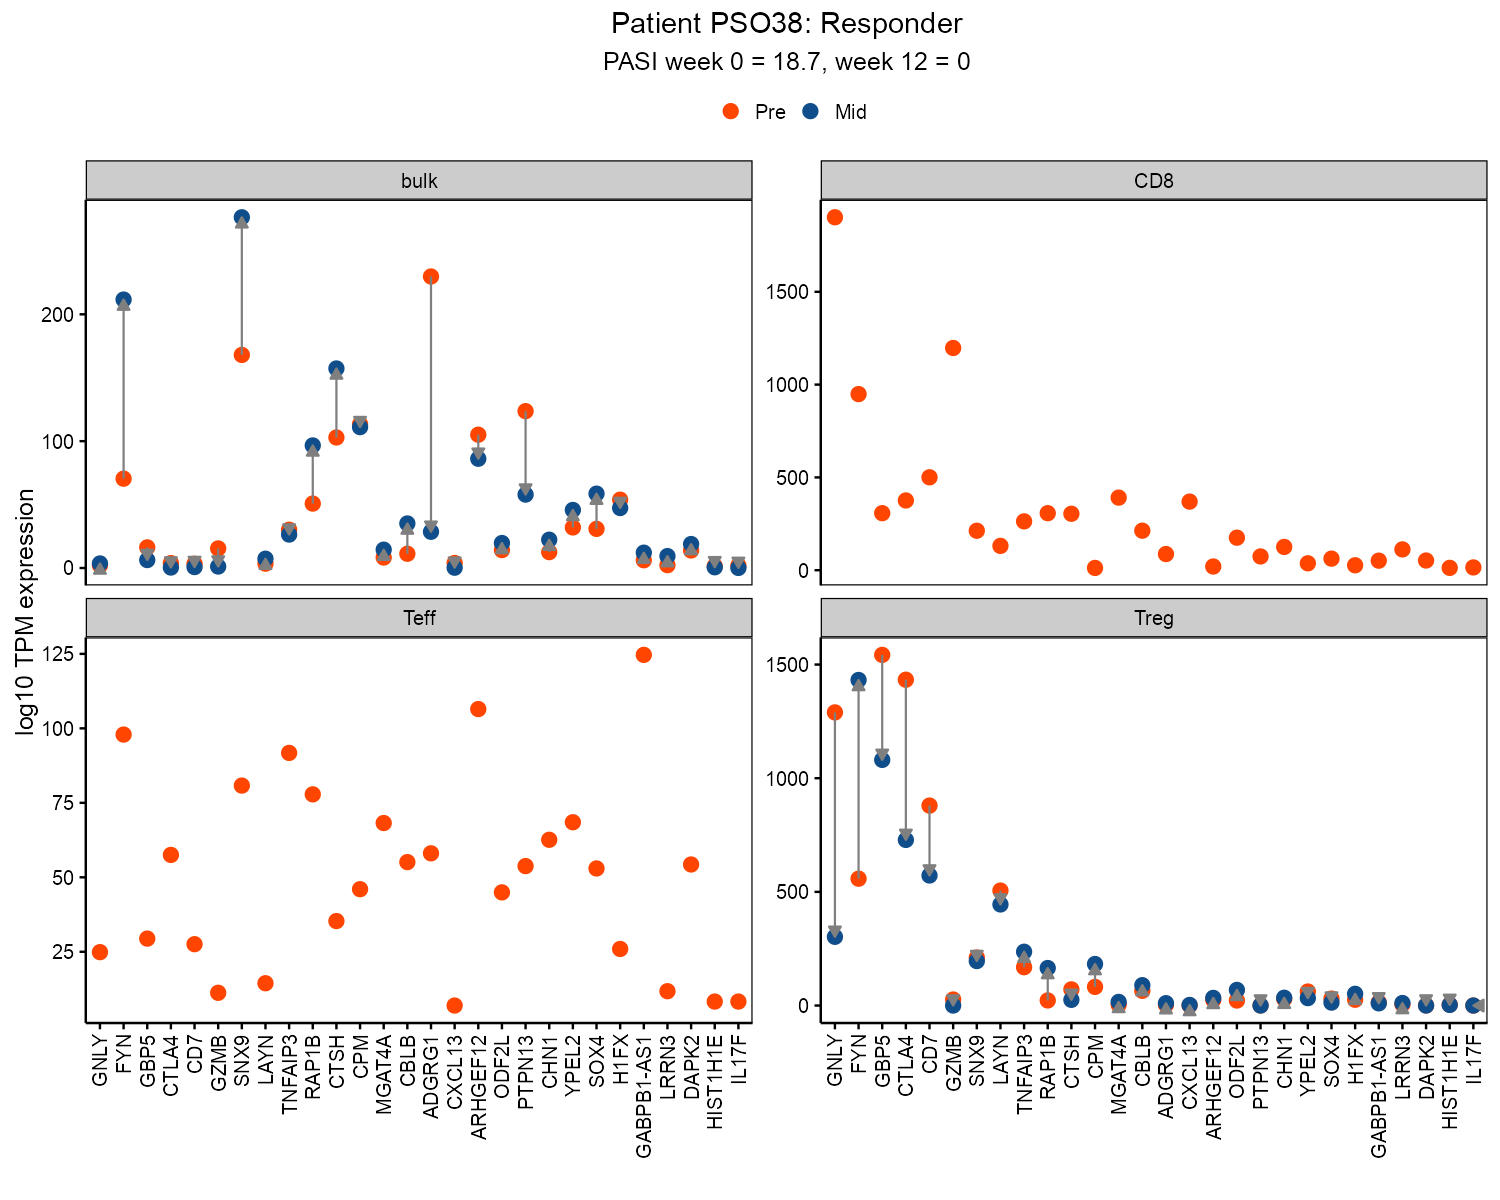 Patient PSO38: Responder
PASI week 0 = 18.7, week 12 = 0
Pre Mid
bulk
CD8
200
100
0
1500
1000
500
0
log10 TPM expression
Teff
Treg
125
100
75
50
25
1500
1000
500
0
GNLY FYN GBP5 CTLA4 CD7 GZMB SNX9 LAYN TNFAIP3 RAP1B CTSH CPM MGAT4A CBLB ADGRG1 CXCL13 ARHGEF12 ODF2L PTPN13 CHN1 YPEL2 SOX4 H1FX GABPB1-AS1 LRRN3 DAPK2 HIST1H1E IL17F
GNLY FYN GBP5 CTLA4 CD7 GZMB SNX9 LAYN TNFAIP3 RAP1B CTSH CPM MGAT4A CBLB ADGRG1 CXCL13 ARHGEF12 ODF2L PTPN13 CHN1 YPEL2 SOX4 H1FX GABPB1-AS1 LRRN3 DAPK2 HIST1H1E IL17F